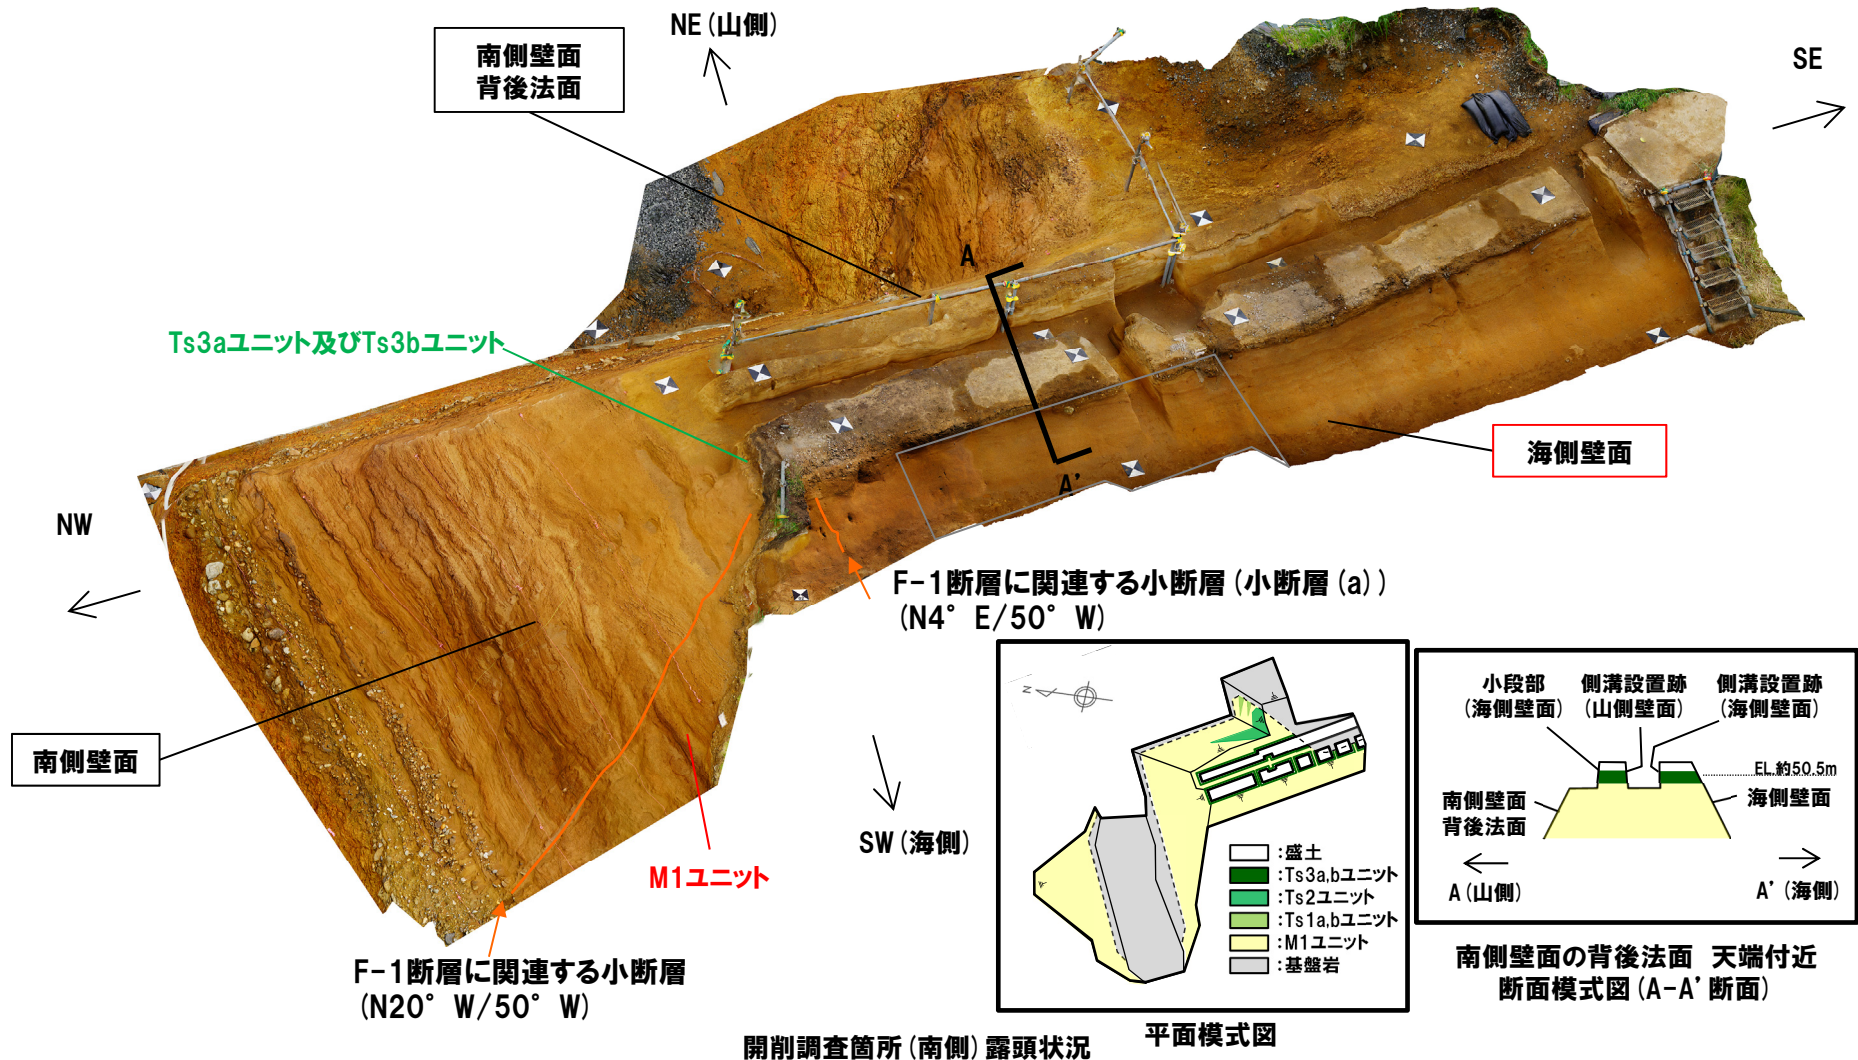 NE（山側）
SE
南側壁面
背後法面
Ts3aユニット及びTs3bユニット
A
A’
海側壁面
NW
F-1断層に関連する小断層（小断層（a））
（N4°E/50°W）
南側壁面
SW（海側）
M1ユニット
F-1断層に関連する小断層
（N20°W/50°W）
N
：盛土
：Ts3a,bユニット
：Ts2ユニット
：Ts1a,bユニット
：M1ユニット
：基盤岩
平面模式図
小段部
（海側壁面）
側溝設置跡
（山側壁面）
側溝設置跡
（海側壁面）
EL.約50.5m
南側壁面
背後法面
海側壁面
A（山側）
A’（海側）
南側壁面の背後法面　天端付近
断面模式図（A-A’断面）
開削調査箇所（南側）露頭状況